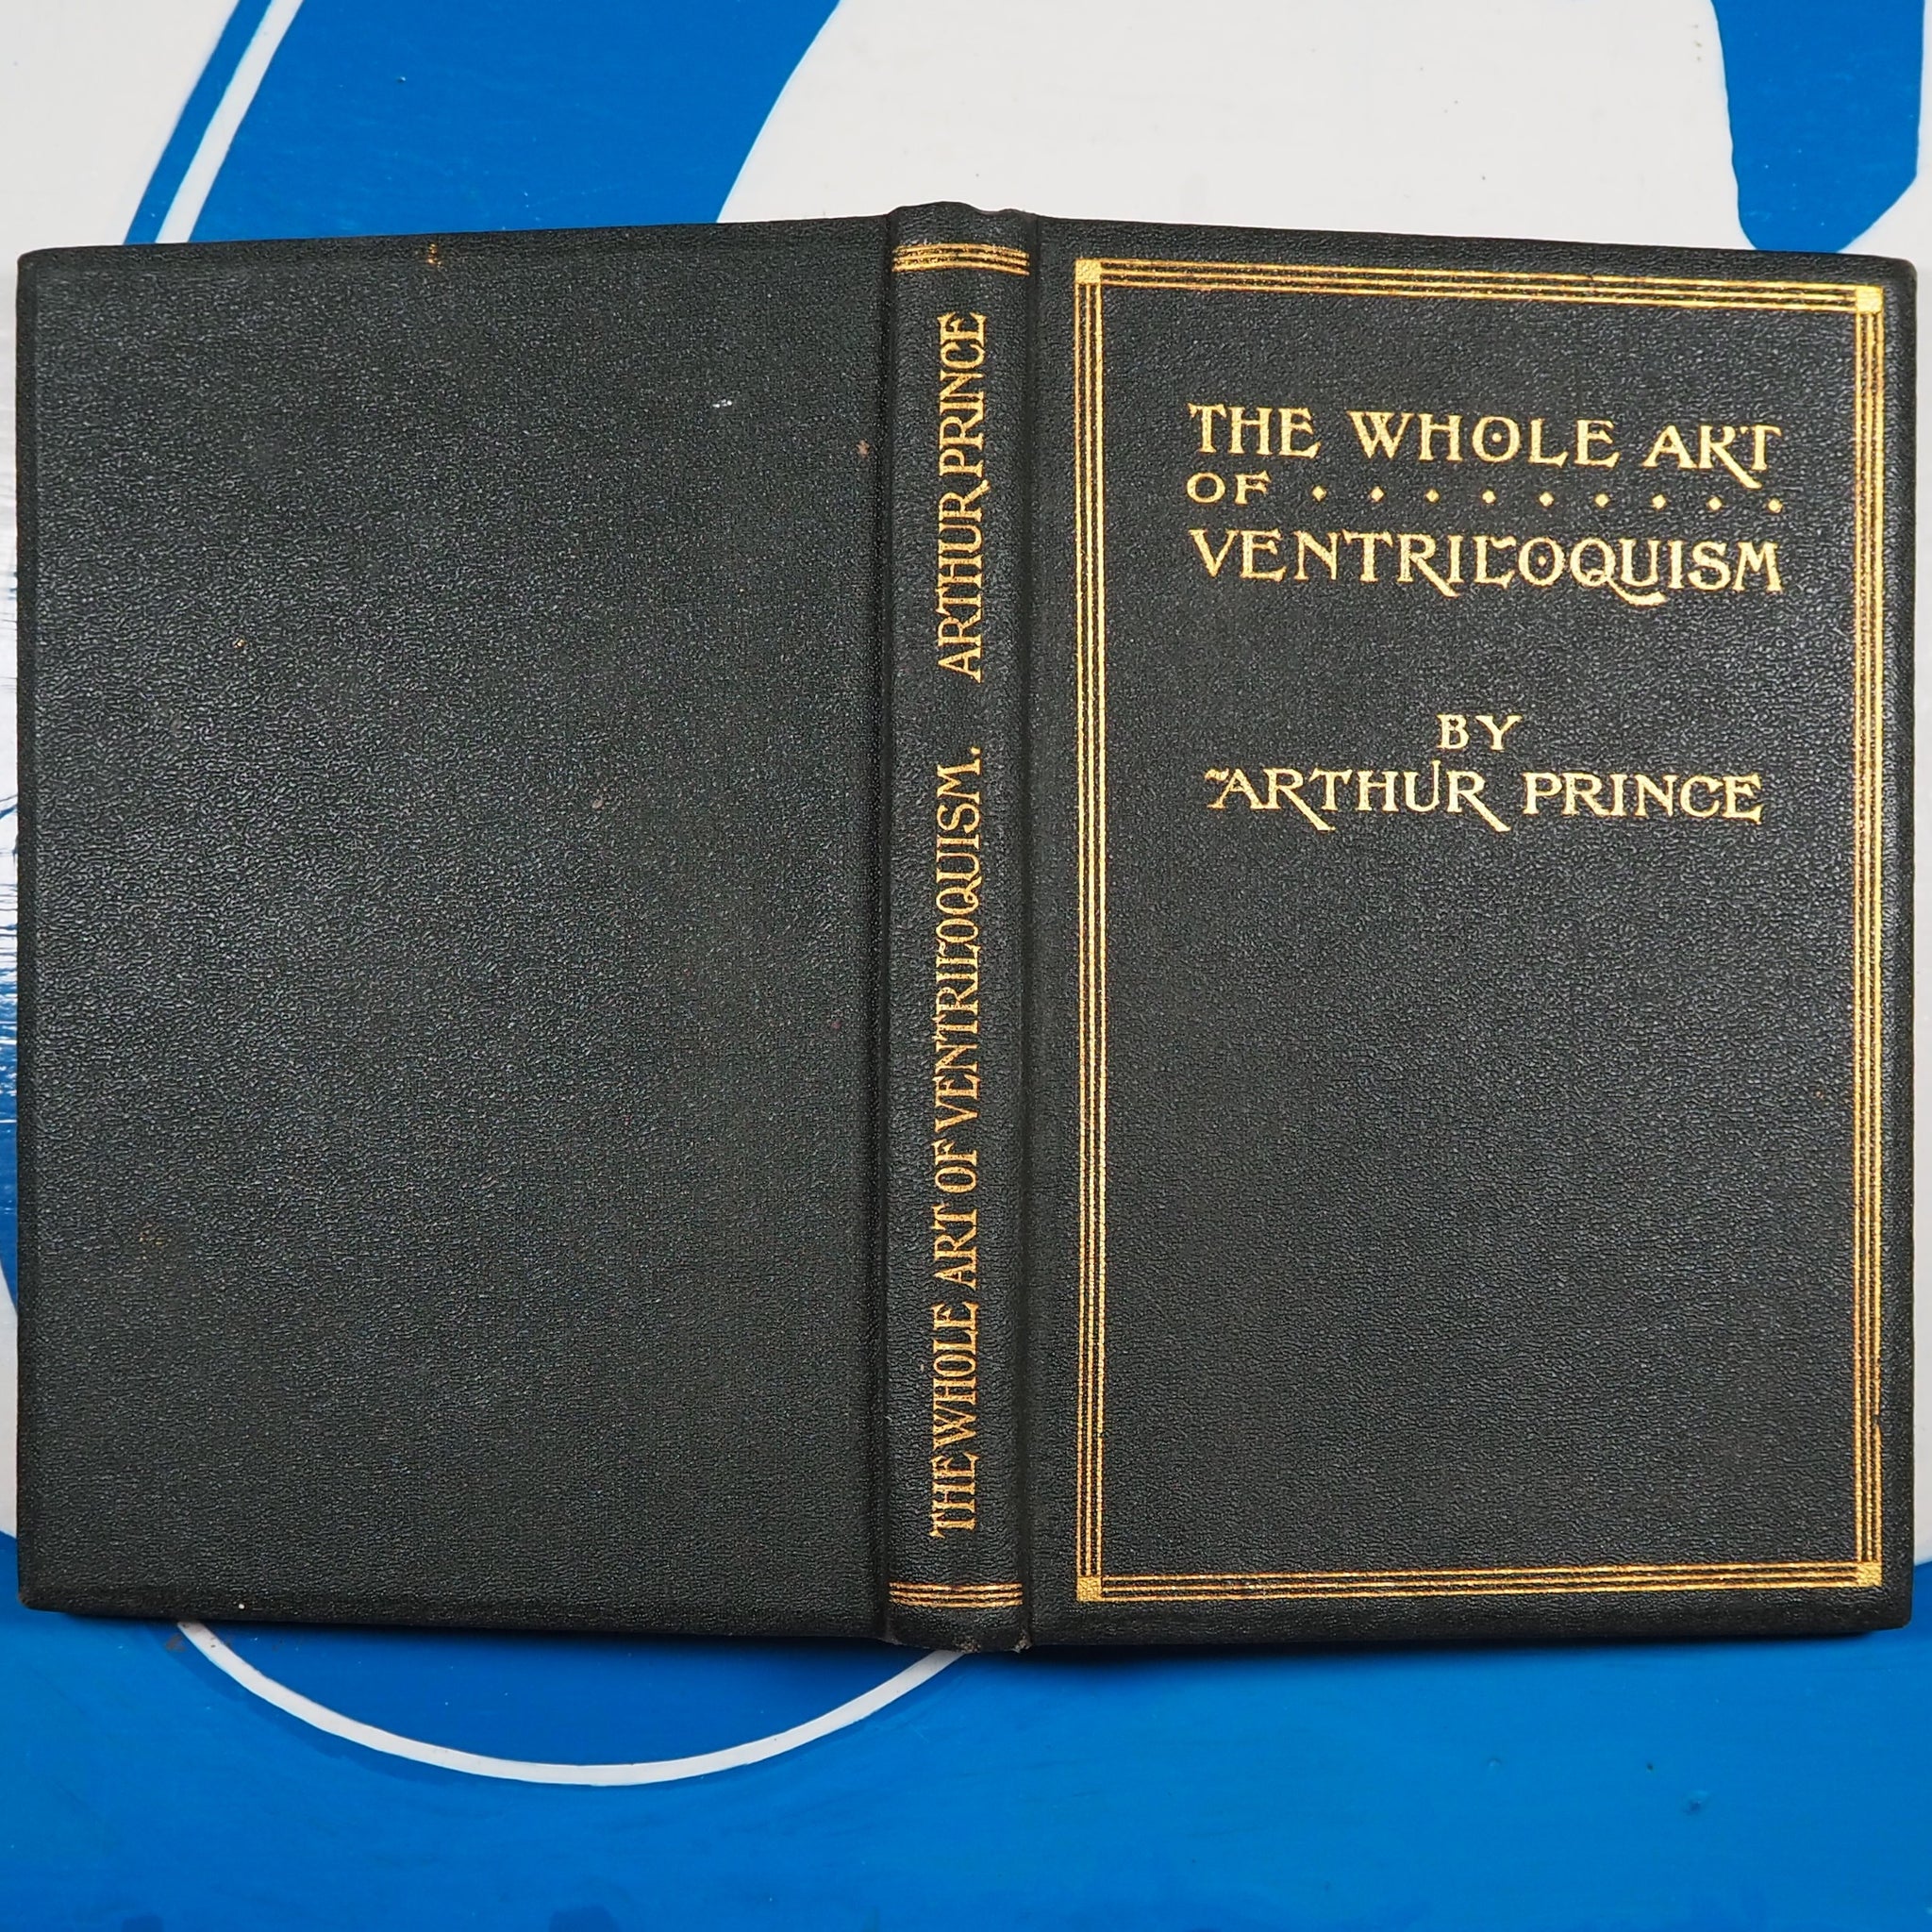 THE WHOLE ART OF VENTRILOQUISM. ARTHUR PRINCE
THE WHOLE ART
OF . . . . . . . . .
VENTRILOQUISM
BY
ARTHUR PRINCE